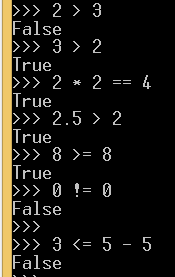 >>> 2 > 3
False
>>> 3 > 2
True
>>> 2 * 2 == 4
True
>>> 2.5 > 2
True
>>> 8 >= 8
True
>>> 0 != 0
False
>>>
>>> 3 <= 5 - 5
False
>>>